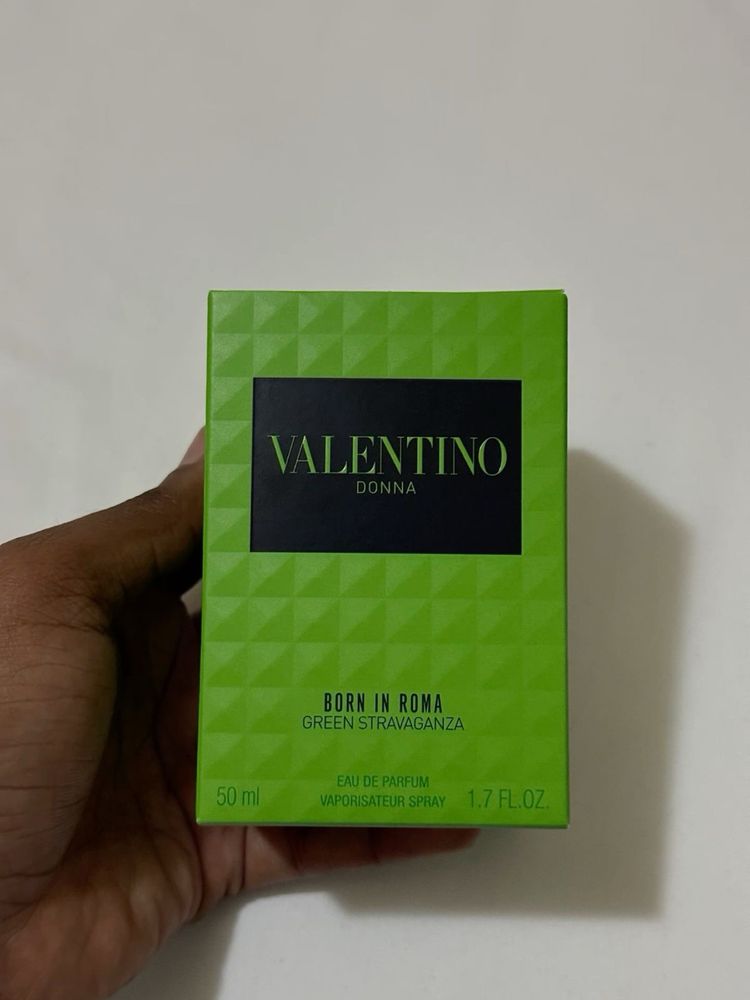 VALENTINO
DONNA
BORN IN ROMA
GREEN STRAVAGANZA
EAU DE PARFUM
50 ml VAPORISATEUR SPRAY 1.7 FL.OZ.